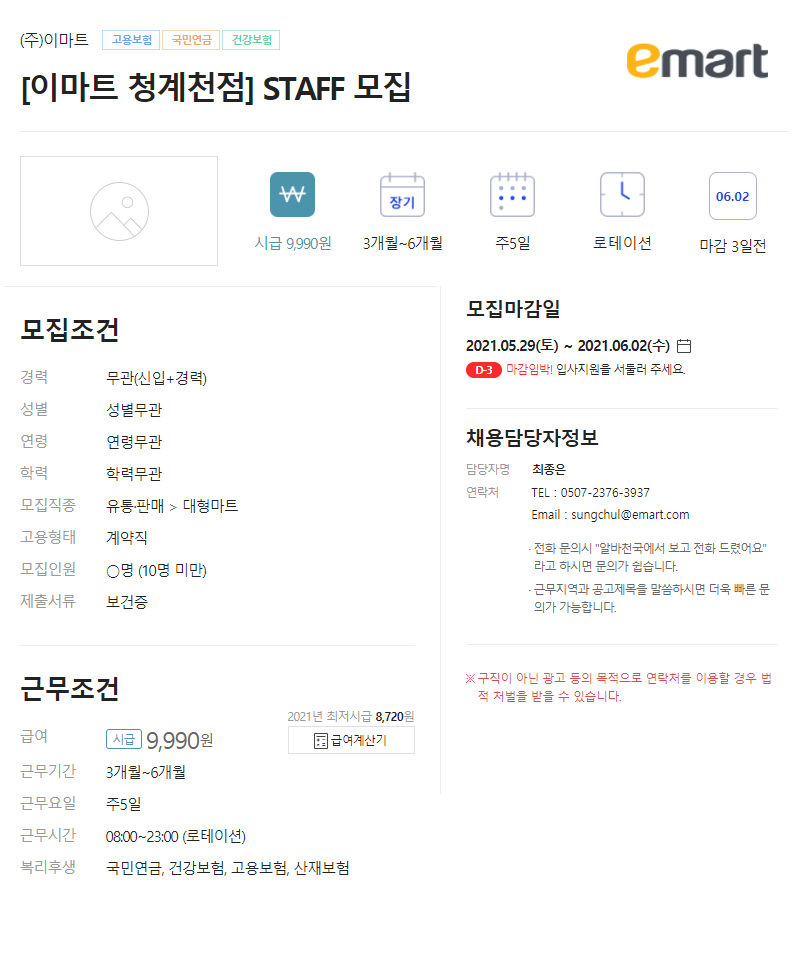 (주)이마트 고용보험 국민연금 건강보험
emart
[이마트 청계천점] STAFF 모집
시급 9,990원
장기
3개월~6개월
주5일
로테이션
06.02
마감 3일전
모집조건
경력 무관(신입+경력)
성별 성별무관
연령 연령무관
학력 학력무관
모집직종 유통·판매 > 대형마트
고용형태 계약직
모집인원 ○명 (10명 미만)
제출서류 보건증
근무조건
2021년 최저시급 8,720원
급여 시급 9,990원
급여계산기
근무기간 3개월~6개월
근무요일 주5일
근무시간 08:00~23:00 (로테이션)
복리후생 국민연금, 건강보험, 고용보험, 산재보험
모집마감일
2021.05.29(토) ~ 2021.06.02(수)
D-3 마감임박! 입사지원을 서둘러 주세요.
채용담당자정보
담당자명 최종은
연락처 TEL : 0507-2376-3937
Email : sungchul@emart.com
· 전화 문의시 "알바천국에서 보고 전화 드렸어요"
라고 하시면 문의가 쉽습니다.
· 근무지역과 공고제목을 말씀하시면 더욱 빠른 문
의가 가능합니다.
※ 구직이 아닌 광고 등의 목적으로 연락처를 이용할 경우 법
적 처벌을 받을 수 있습니다.